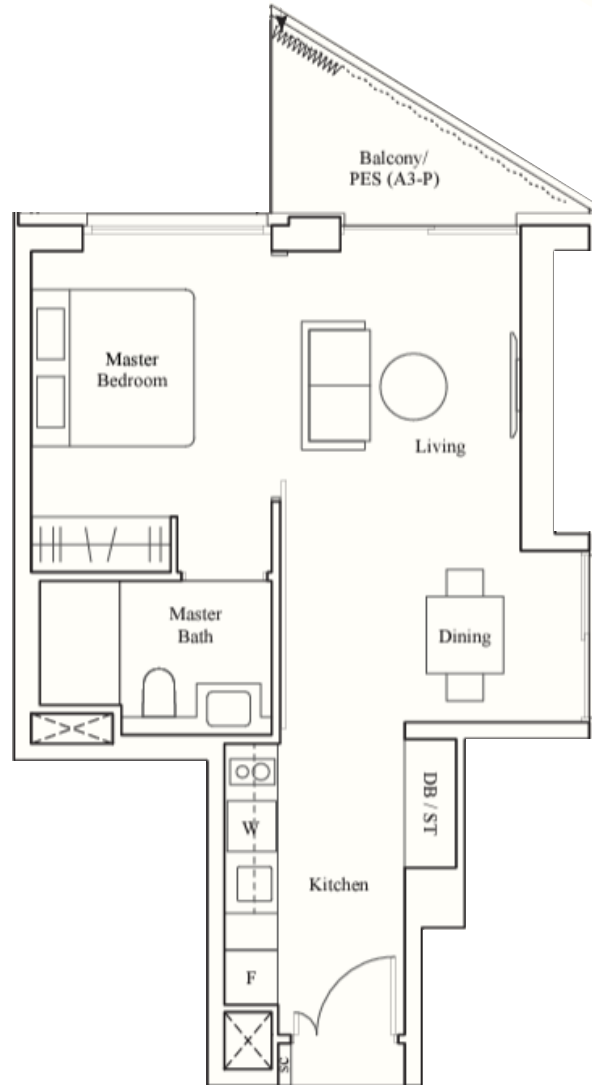 Balcony/
PES (A3-P)
Master
Bedroom
Living
Master
Bath
Dining
DB / ST
W
Kitchen
F
SC